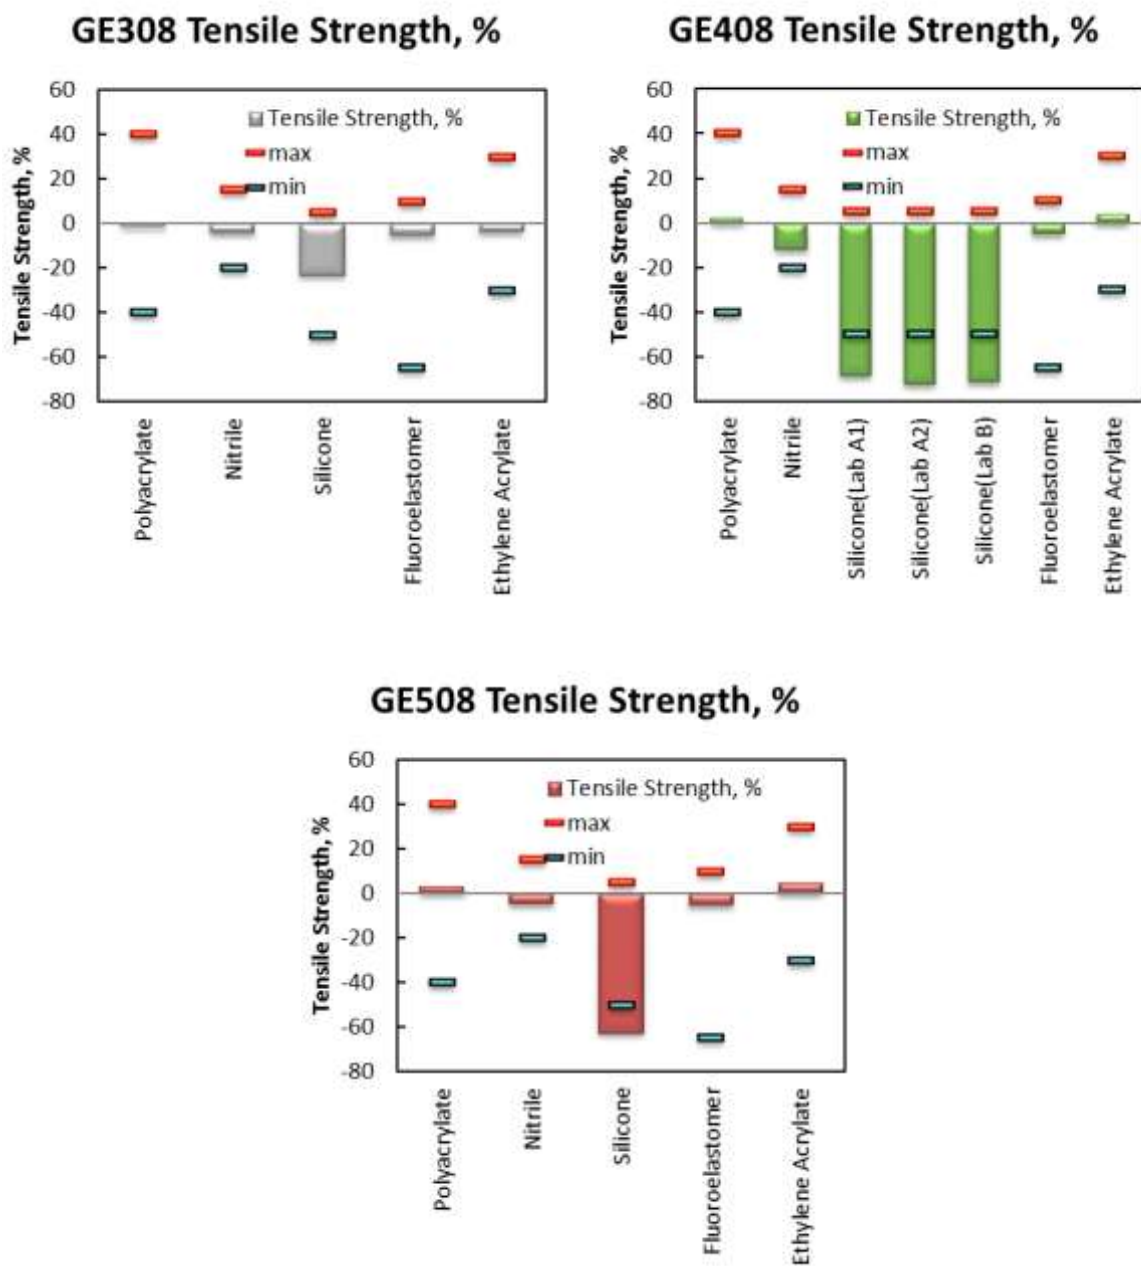 GE308 Tensile Strength, %
Tensile Strength, %
60
40
20
0
-20
-40
-60
-80
Tensile Strength, %
max
min
Polyacrylate
Nitrile
Silicone
Fluoroelastomer
Ethylene Acrylate
GE408 Tensile Strength, %
Tensile Strength, %
60
40
20
0
-20
-40
-60
-80
Tensile Strength, %
max
min
Polyacrylate
Nitrile
Silicone(Lab A1)
Silicone(Lab A2)
Silicone(Lab B)
Fluoroelastomer
Ethylene Acrylate
GE508 Tensile Strength, %
Tensile Strength, %
60
40
20
0
-20
-40
-60
-80
Tensile Strength, %
max
min
Polyacrylate
Nitrile
Silicone
Fluoroelastomer
Ethylene Acrylate